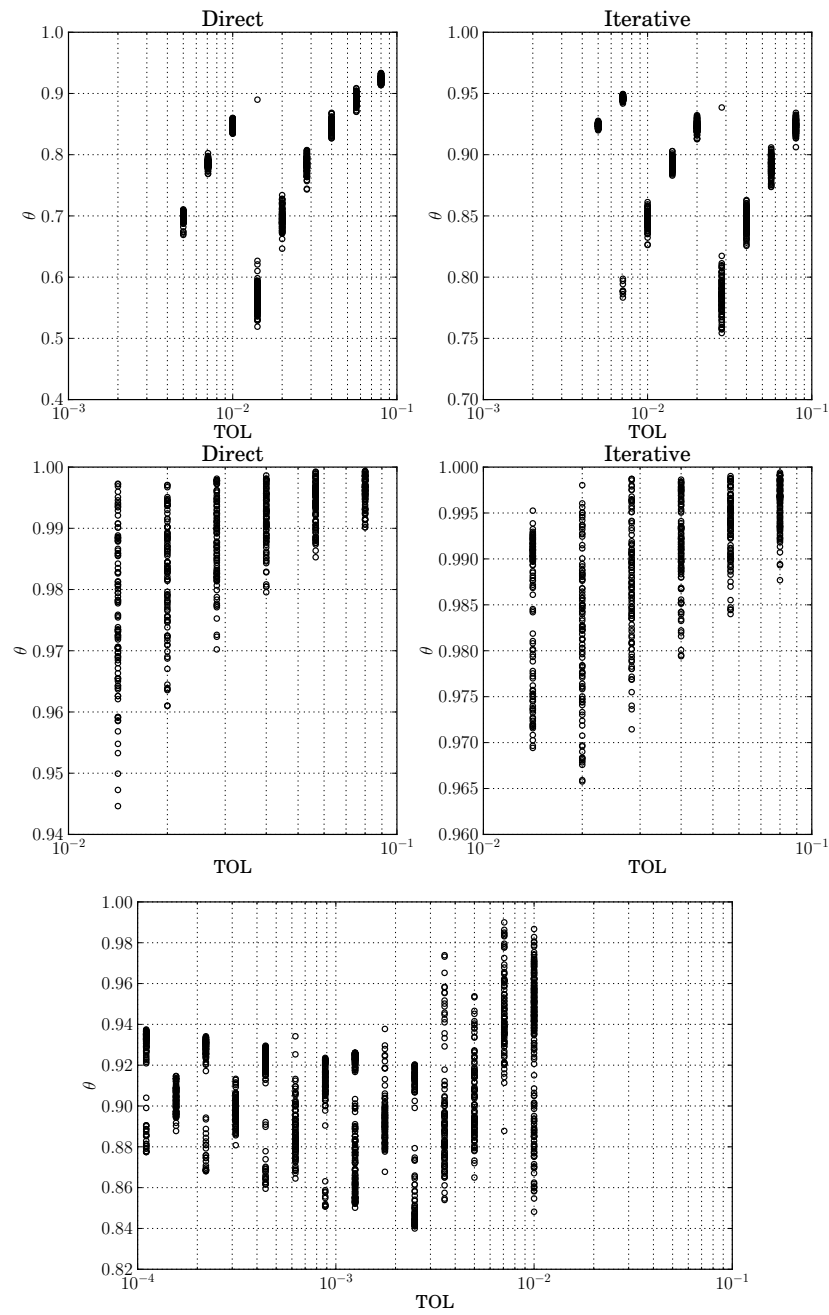 Direct
1.0
0.9
0.8
0.7
0.6
0.5
0.4
θ
10⁻³ 10⁻² 10⁻¹
TOL
Iterative
1.00
0.95
0.90
0.85
0.80
0.75
0.70
θ
10⁻³ 10⁻² 10⁻¹
TOL
Direct
1.00
0.99
0.98
0.97
0.96
0.95
0.94
θ
10⁻² 10⁻¹
TOL
Iterative
1.000
0.995
0.990
0.985
0.980
0.975
0.970
0.965
0.960
θ
10⁻² 10⁻¹
TOL
1.00
0.98
0.96
0.94
0.92
0.90
0.88
0.86
0.84
0.82
θ
10⁻⁴ 10⁻³ 10⁻² 10⁻¹
TOL